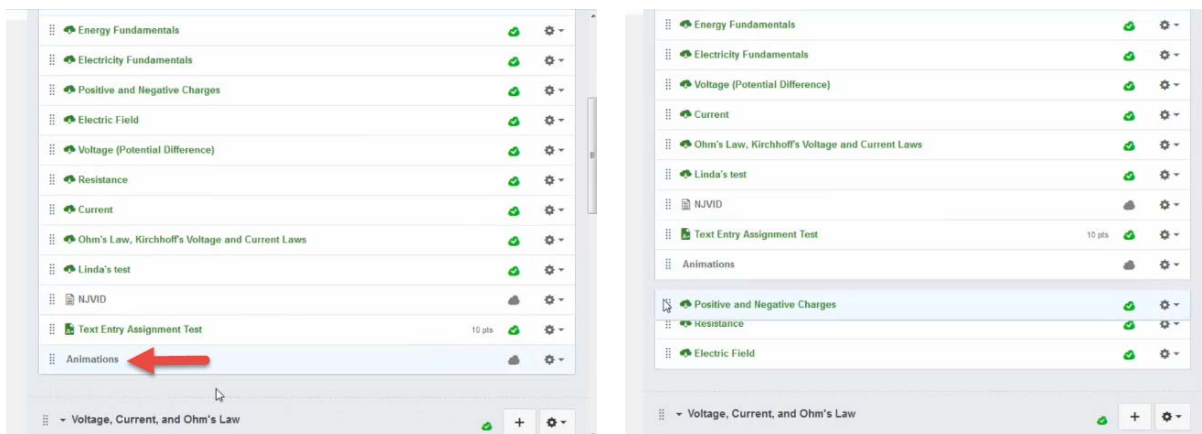 Energy Fundamentals
Electricity Fundamentals
Positive and Negative Charges
Electric Field
Voltage (Potential Difference)
Resistance
Current
Ohm's Law, Kirchhoff's Voltage and Current Laws
Linda's test
NJVID
Text Entry Assignment Test 10 pts
Animations
Voltage, Current, and Ohm's Law
Energy Fundamentals
Electricity Fundamentals
Voltage (Potential Difference)
Current
Ohm's Law, Kirchhoff's Voltage and Current Laws
Linda's test
NJVID
Text Entry Assignment Test 10 pts
Animations
Positive and Negative Charges
Resistance
Electric Field
Voltage, Current, and Ohm's Law